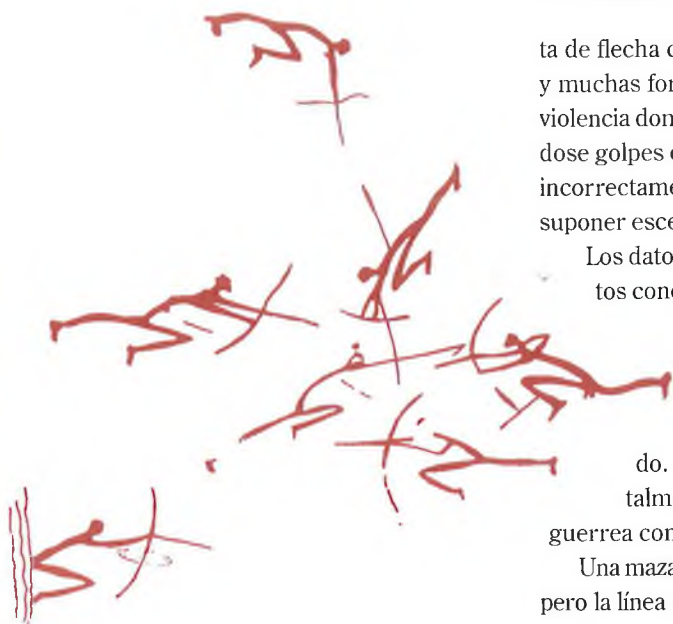 ta de flecha c
y muchas for
violencia don
dose golpes e
incorrectame
suponer esce
Los dato
tos conc
do.
talm
guerrea con
Una maza
pero la línea